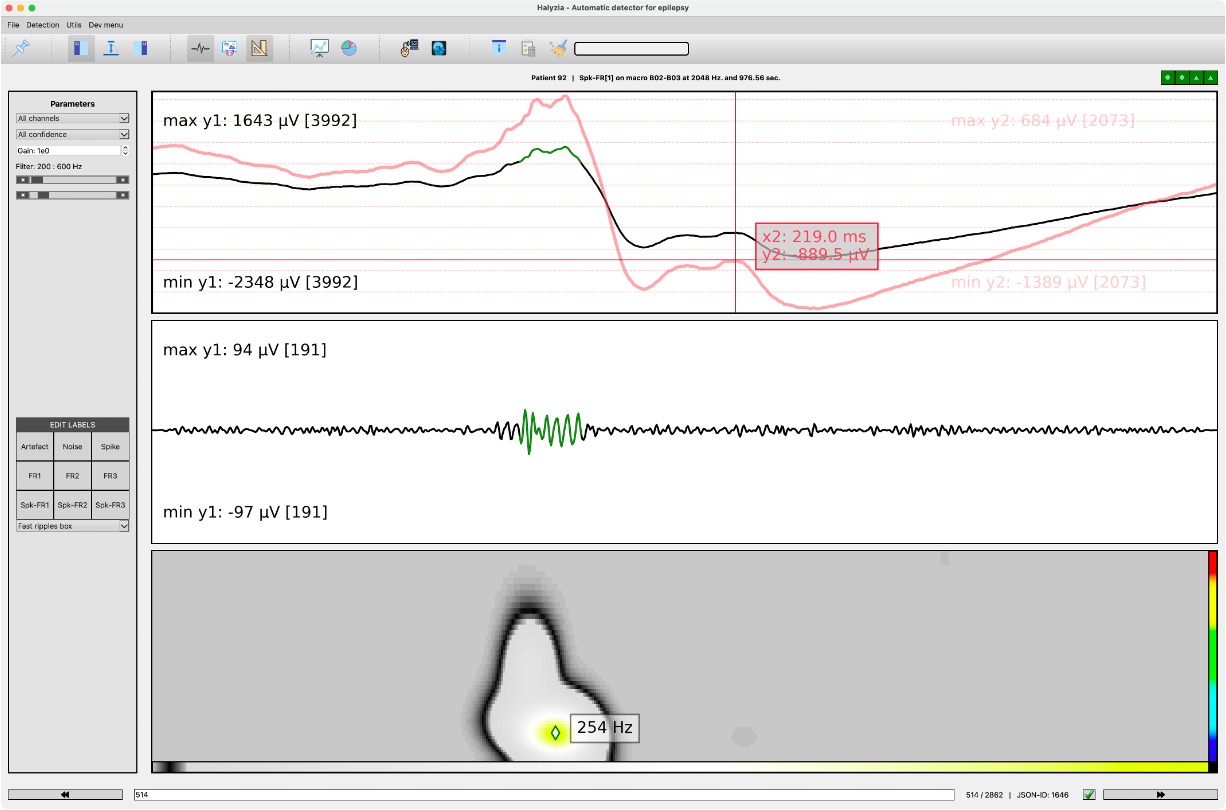 Halyzia - Automatic detector for epilepsy
File Detection Utils Dev menu
Patient 92 | Spk-FR[1] on macro B02-B03 at 2048 Hz. and 976.56 sec.
Parameters
All channels
All confidence
Gain: 1e0
Filter: 200 : 600 Hz
EDIT LABELS
Artefact Noise Spike
FR1 FR2 FR3
Spk-FR1 Spk-FR2 Spk-FR3
Fast ripples box
max y1: 1643 µV [3992]
max y2: 684 µV [2073]
x2: 219.0 ms
y2: -889.5 µV
min y1: -2348 µV [3992]
min y2: -1389 µV [2073]
max y1: 94 µV [191]
min y1: -97 µV [191]
254 Hz
514
514 / 2862 | JSON-ID: 1646